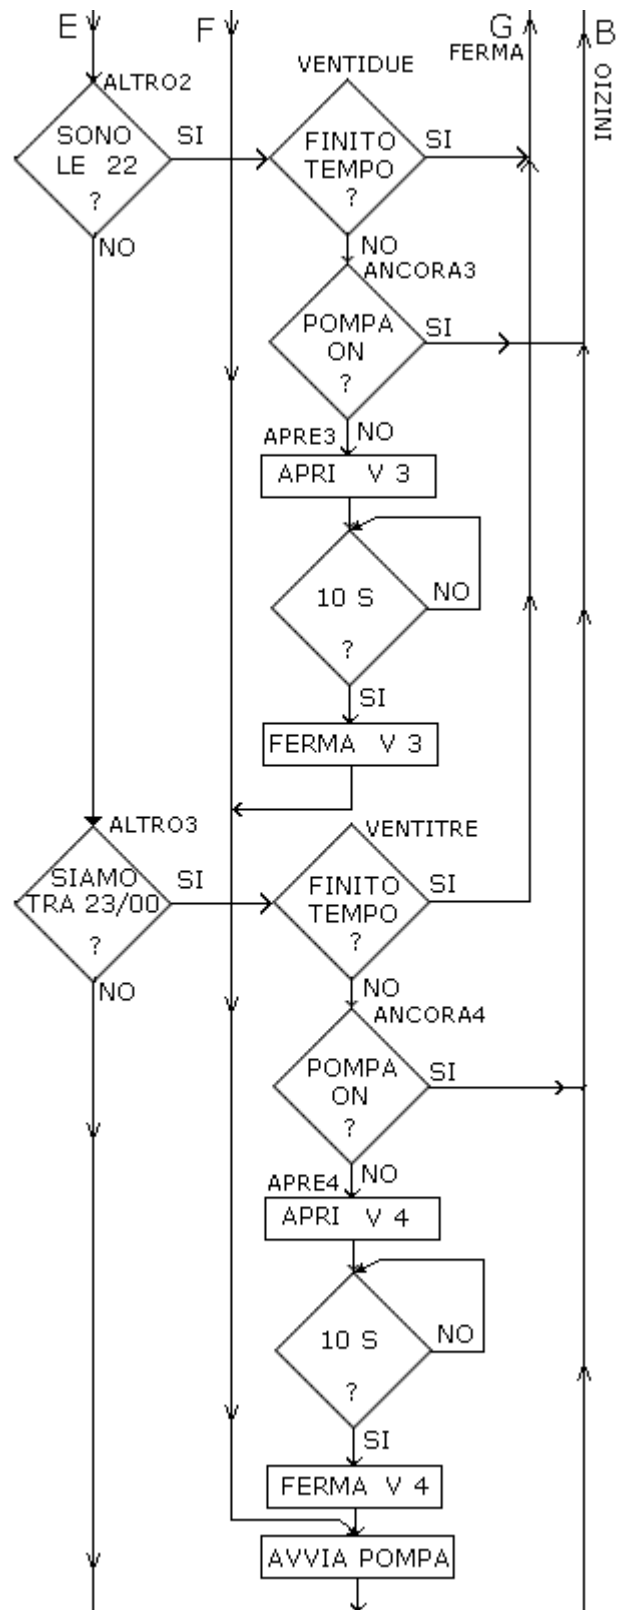 E
F
G
B
FERMA
INIZIO
ALTRO2
VENTIDUE
SONO
LE 22
?
SI
FINITO
TEMPO
?
SI
NO
NO
ANCORA3
POMPA
ON
?
SI
APRE3
NO
APRI V 3
10 S
?
NO
SI
FERMA V 3
ALTRO3
VENTITRE
SIAMO
TRA 23/00
?
SI
FINITO
TEMPO
?
SI
NO
NO
ANCORA4
POMPA
ON
?
SI
APRE4
NO
APRI V 4
10 S
?
NO
SI
FERMA V 4
AVVIA POMPA